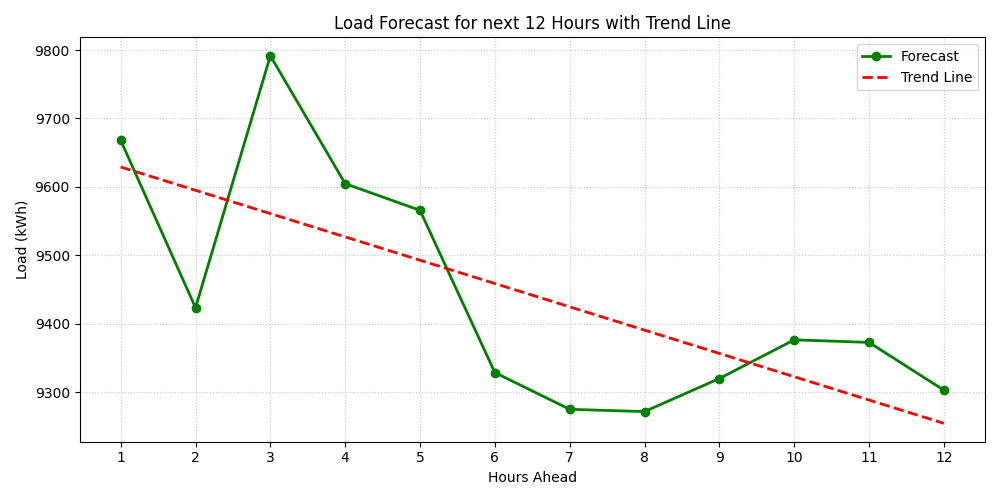 Load Forecast for next 12 Hours with Trend Line
Forecast
Trend Line
Load (kWh)
9800
9700
9600
9500
9400
9300
1 2 3 4 5 6 7 8 9 10 11 12
Hours Ahead